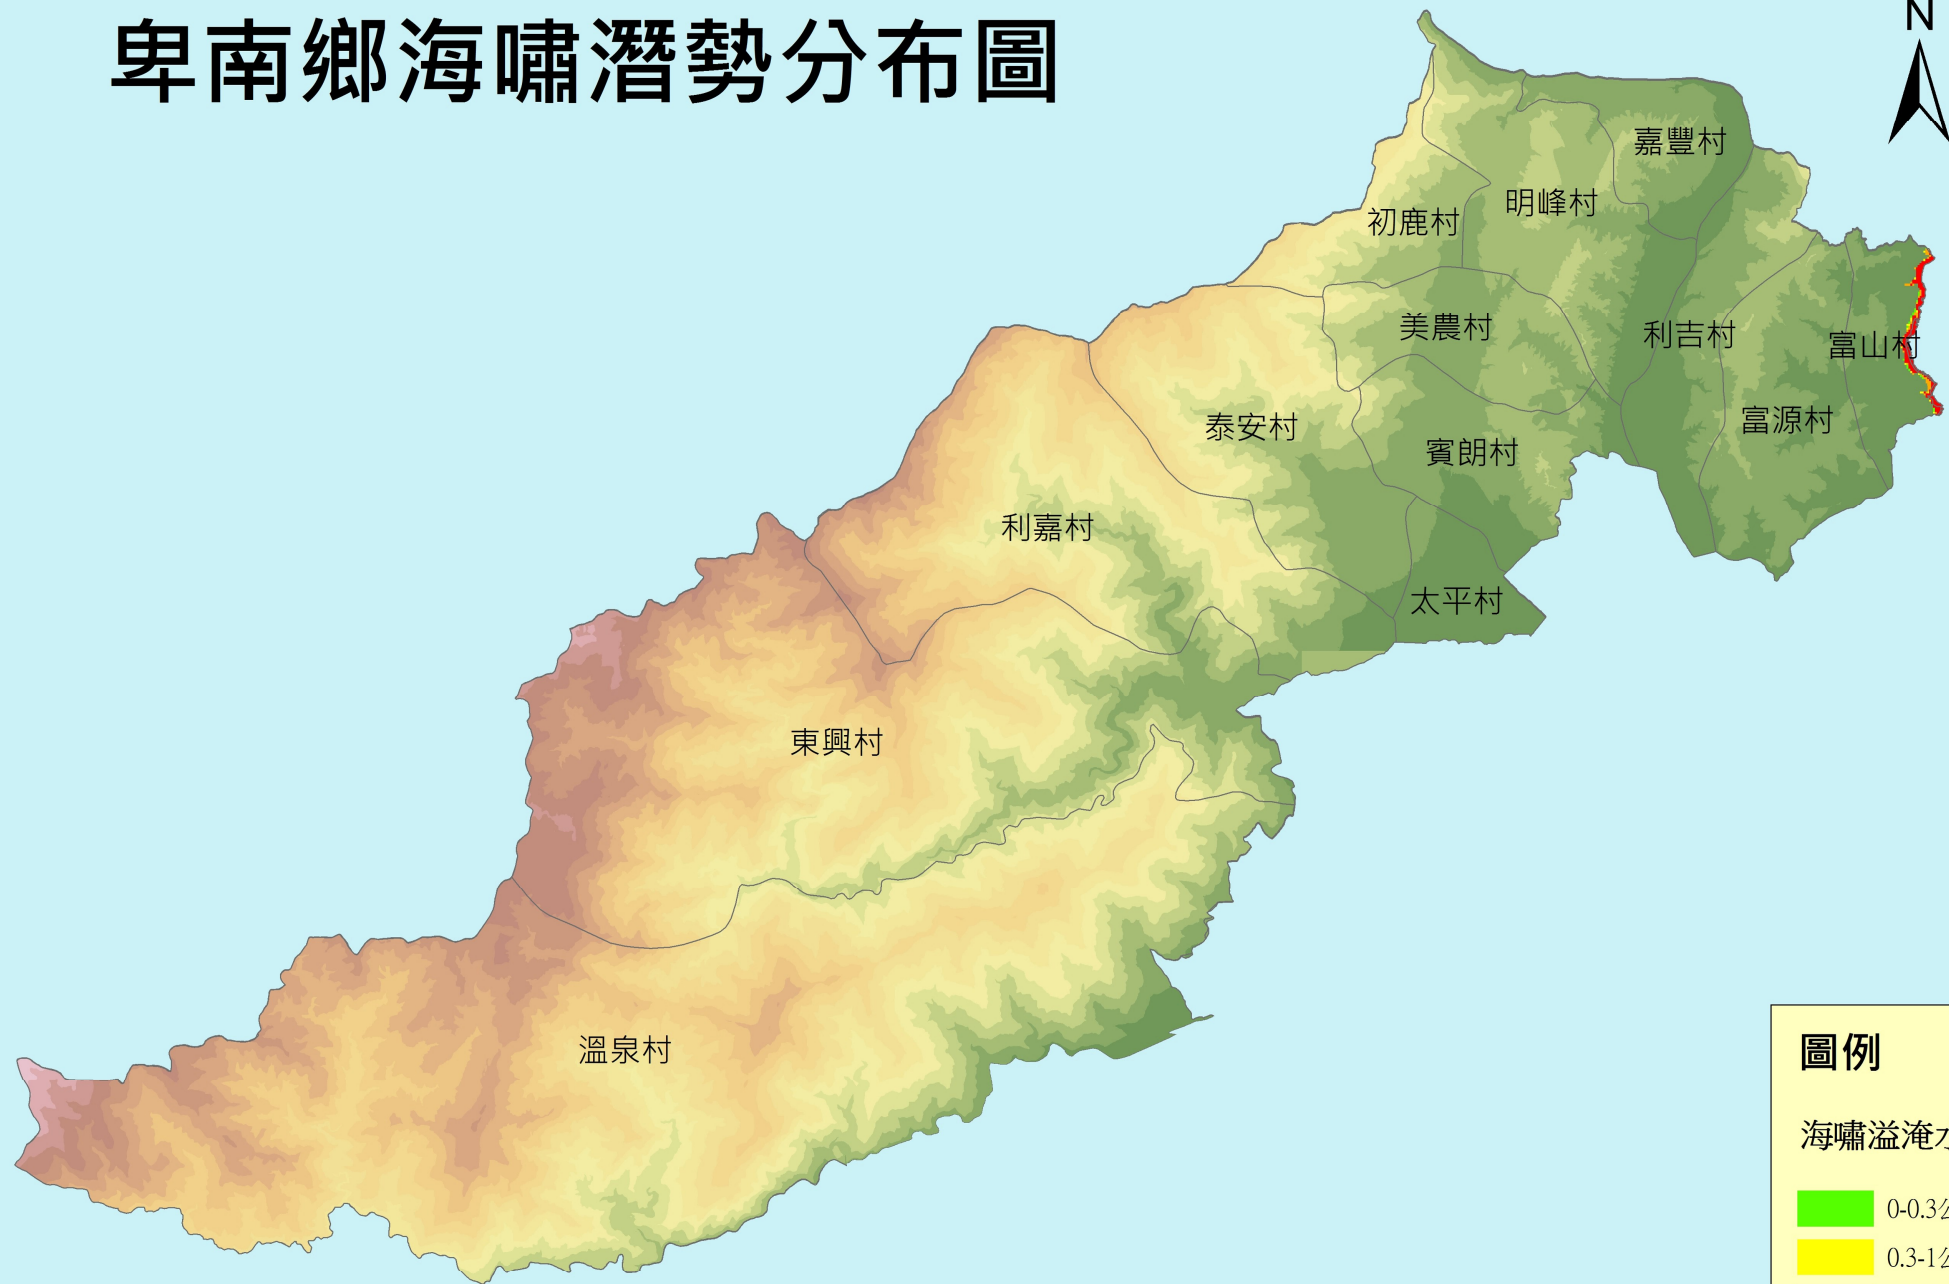 卑南鄉海嘯潛勢分布圖
N
嘉豐村
明峰村
初鹿村
美農村
利吉村
富山村
富源村
泰安村
賓朗村
利嘉村
太平村
東興村
溫泉村
圖例
海嘯溢淹
0-0.3
0.3-1